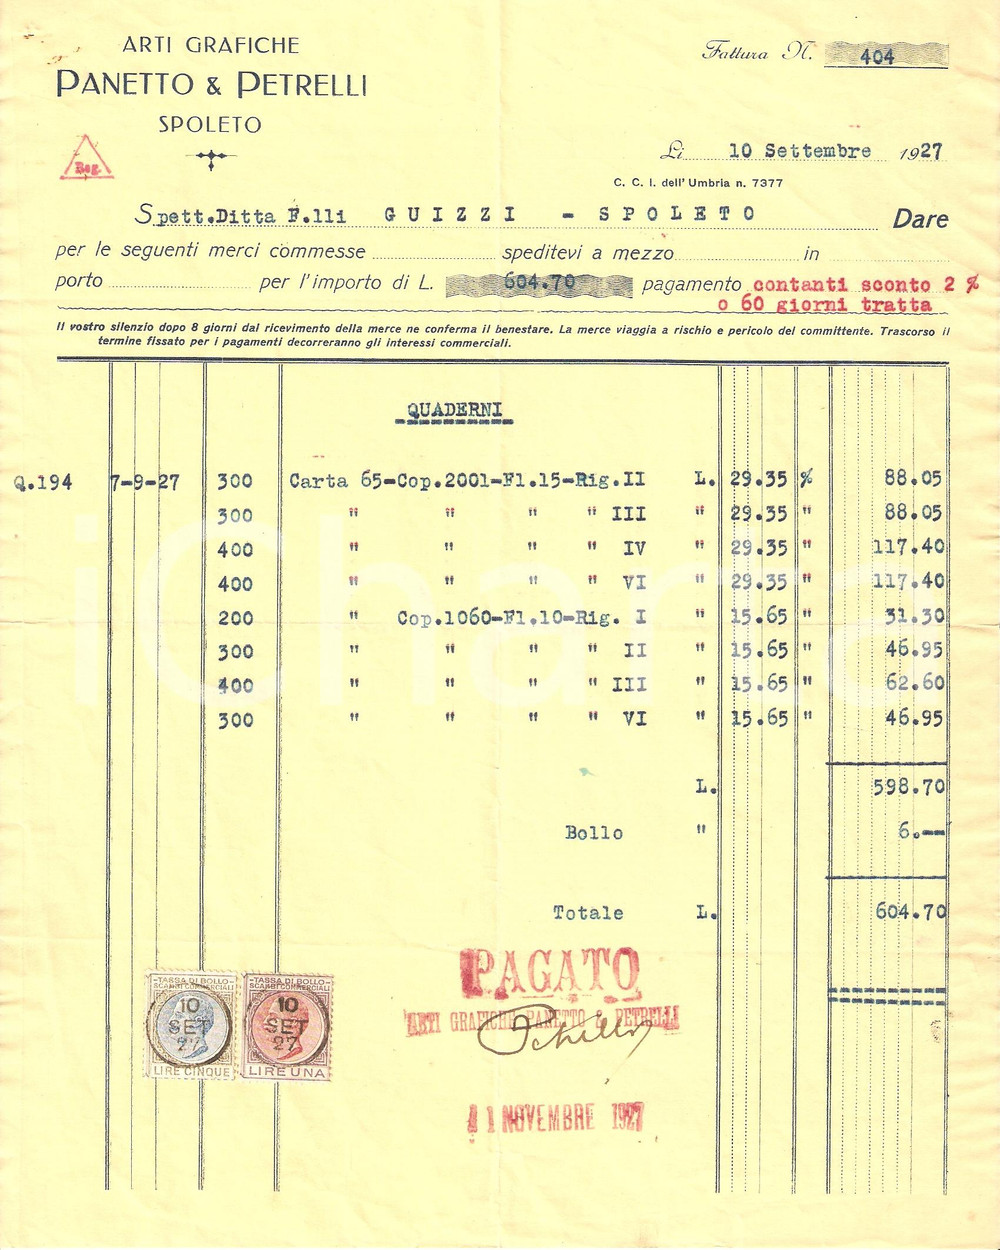 ARTI GRAFICHE
PANETTO & PETRELLI
SPOLETO
Reg.
Fattura N. 404
Li 10 Settembre 1927
C. C. I. dell' Umbria n. 7377
Spett.Ditta F.lli GUIZZI - SPOLETO Dare
per le seguenti merci commesse speditevi a mezzo in
porto per l'importo di L. 604.70 pagamento contanti sconto 2 %
o 60 giorni tratta
Il vostro silenzio dopo 8 giorni dal ricevimento della merce ne conferma il benestare. La merce viaggia a rischio e pericolo del committente. Trascorso il
termine fissato per i pagamenti decorreranno gli interessi commerciali.
QUADERNI
Q.194 7-9-27 300 Carta 65-Cop.2001-Fl.15-Rig.II L. 29.35 % 88.05
300 " " " " III " 29.35 " 88.05
400 " " " " IV " 29.35 " 117.40
400 " " " " VI " 29.35 " 117.40
200 " Cop.1060-Fl.10-Rig. I " 15.65 " 31.30
300 " " " " II " 15.65 " 46.95
400 " " " " III " 15.65 " 62.60
300 " " " " VI " 15.65 " 46.95
L. 598.70
Bollo " 6.--
Totale L. 604.70
PAGATO
ARTI GRAFICHE PANETTO & PETRELLI
11 NOVEMBRE 1927
TASSA DI BOLLO
SCAMBI COMMERCIALI
10
SET
27
LIRE CINQUE
TASSA DI BOLLO
SCAMBI COMMERCIALI
10
SET
27
LIRE UNA